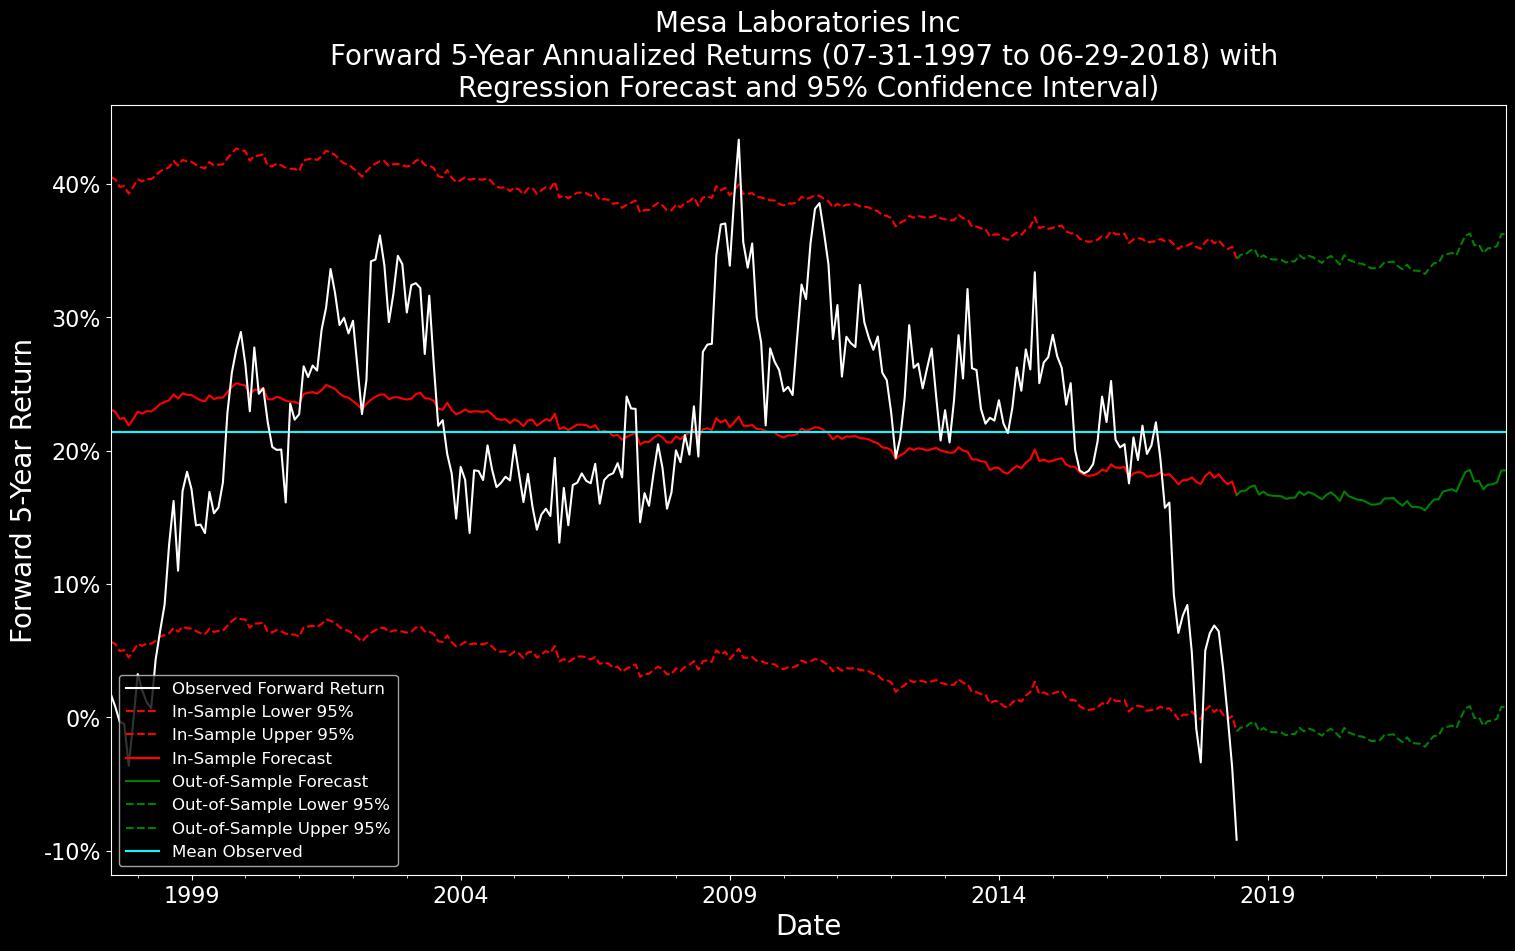 Mesa Laboratories Inc
Forward 5-Year Annualized Returns (07-31-1997 to 06-29-2018) with
Regression Forecast and 95% Confidence Interval)
Forward 5-Year Return
40%
30%
20%
10%
0%
-10%
Observed Forward Return
In-Sample Lower 95%
In-Sample Upper 95%
In-Sample Forecast
Out-of-Sample Forecast
Out-of-Sample Lower 95%
Out-of-Sample Upper 95%
Mean Observed
1999 2004 2009 2014 2019
Date